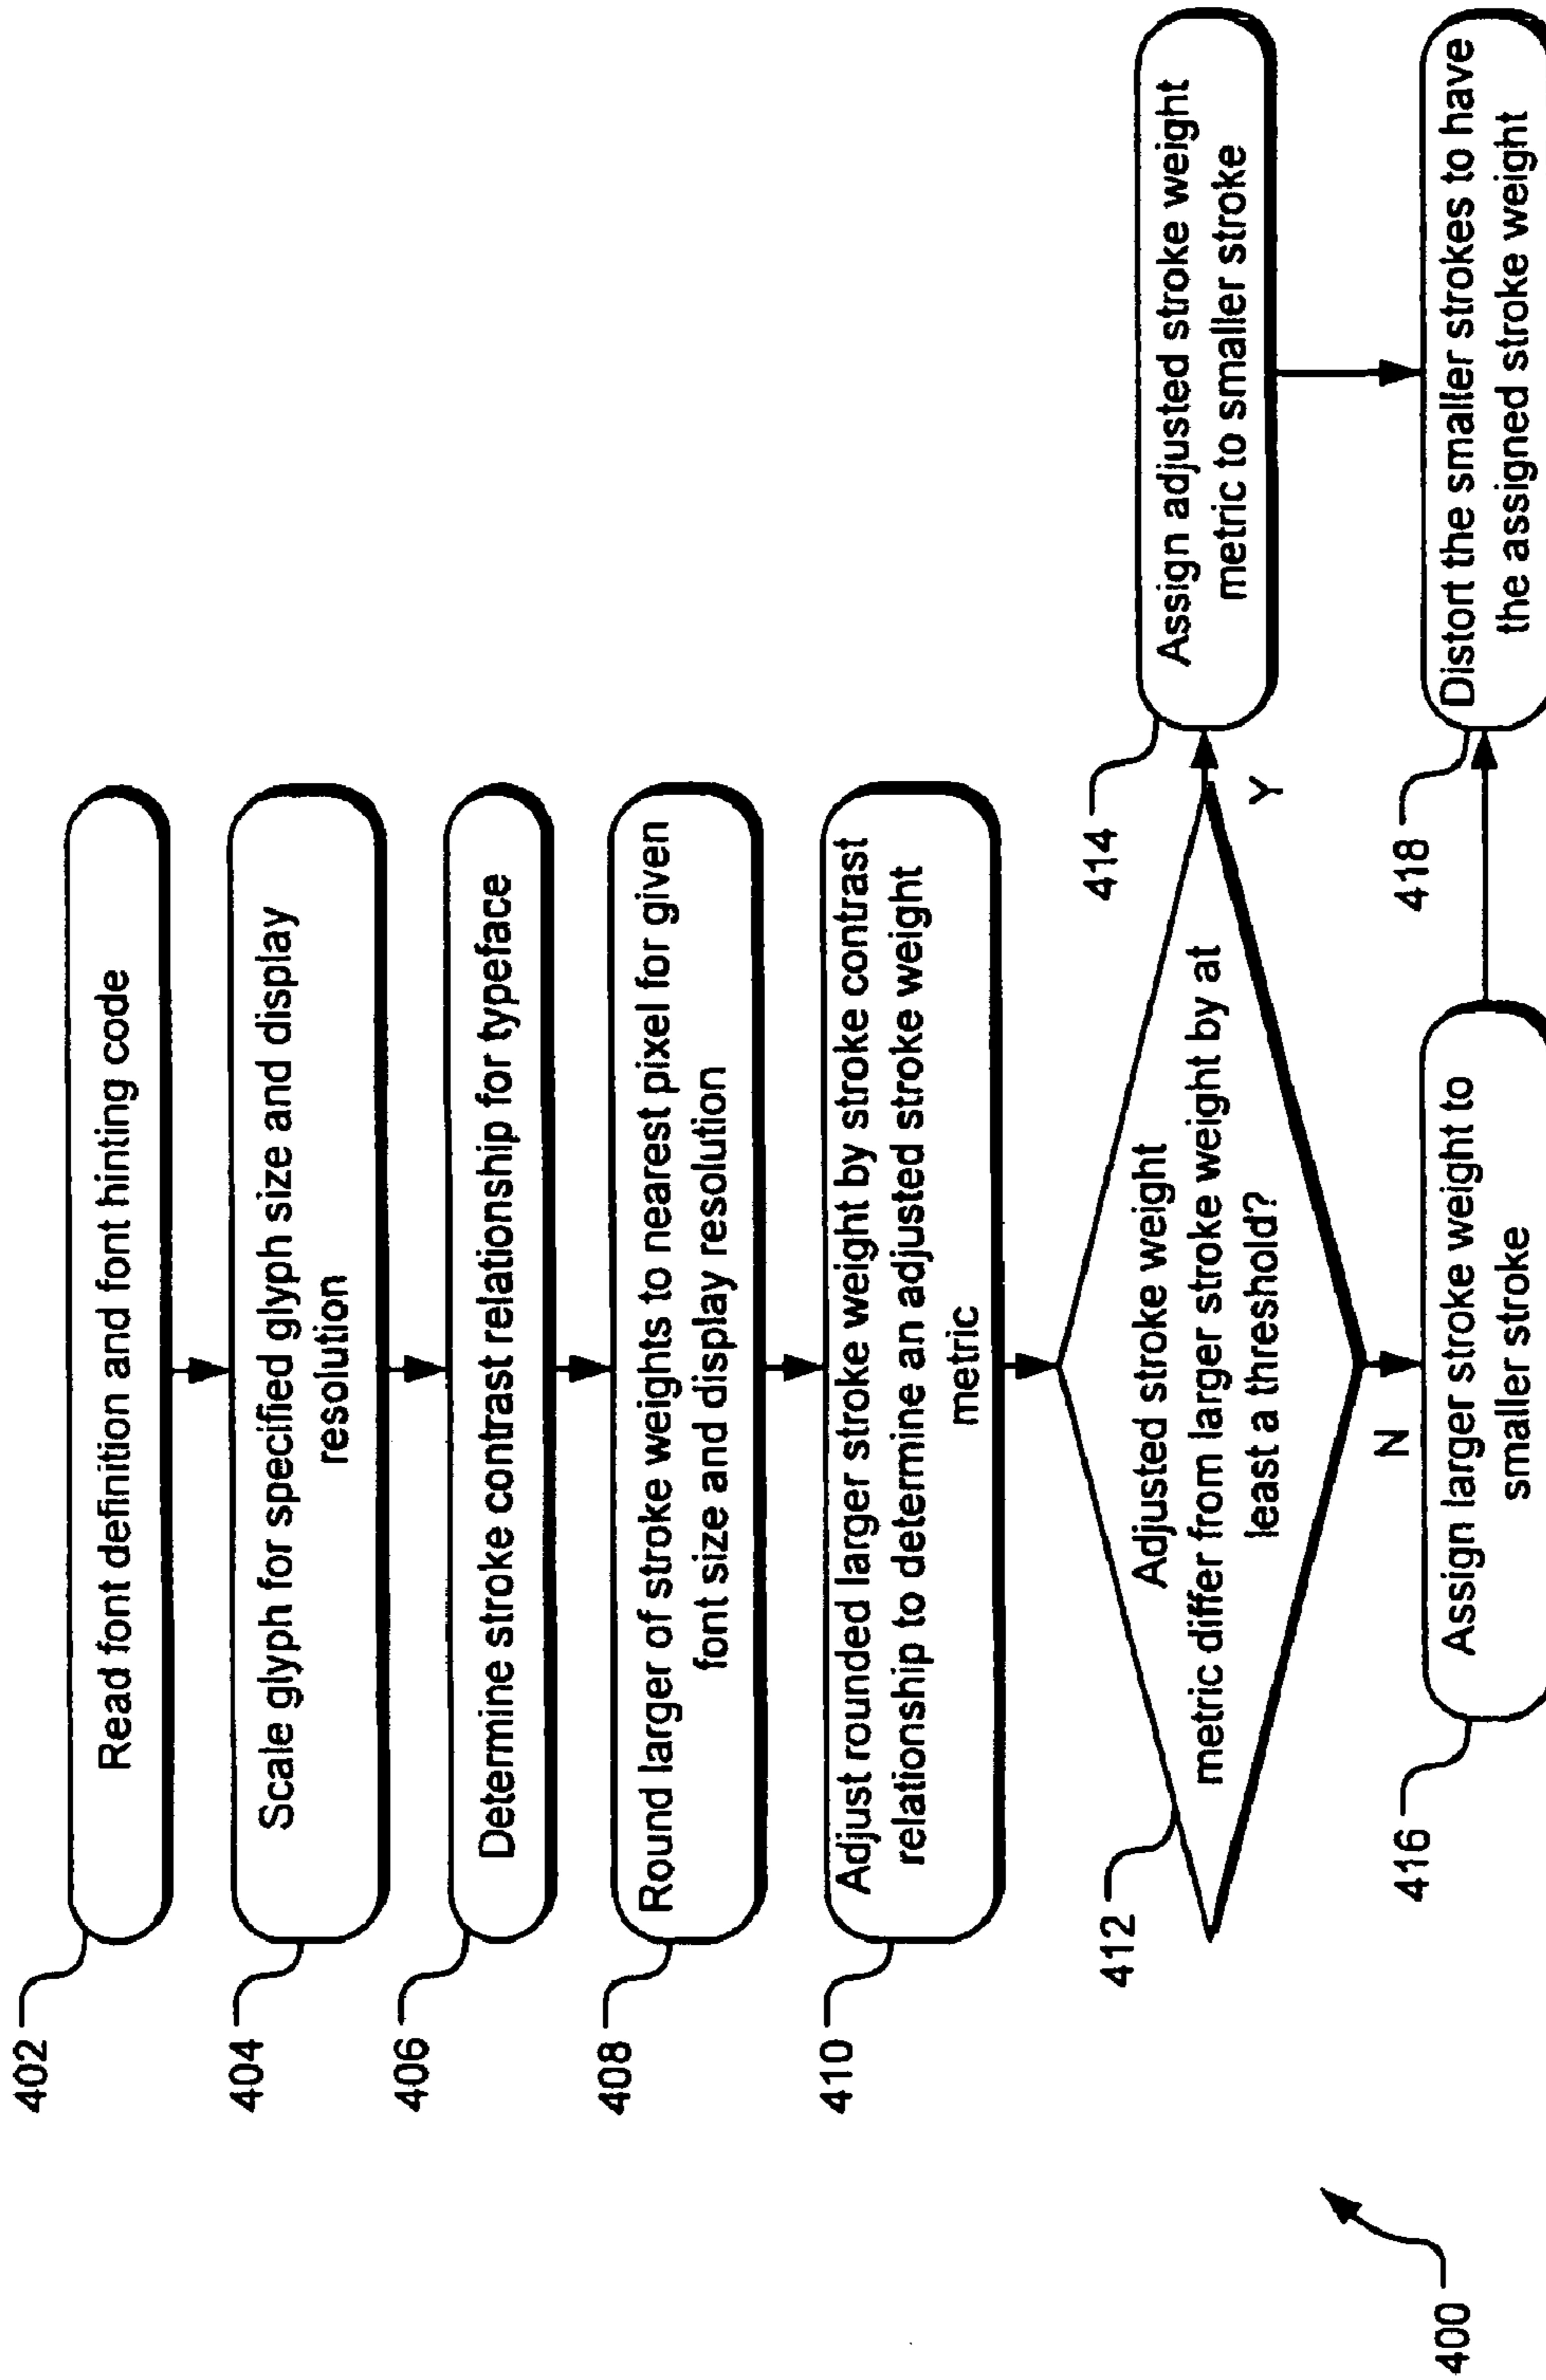 402
Read font definition and font hinting code
404
Scale glyph for specified glyph size and display
resolution
406
Determine stroke contrast relationship for typeface
408
Round larger of stroke weights to nearest pixel for given
font size and display resolution
410
Adjust rounded larger stroke weight by stroke contrast
relationship to determine an adjusted stroke weight
metric
412
Adjusted stroke weight
metric differ from larger stroke weight by at
least a threshold?
Y
N
414
Assign adjusted stroke weight
metric to smaller stroke
416
Assign larger stroke weight to
smaller stroke
418
Distort the smaller strokes to have
the assigned stroke weight
400